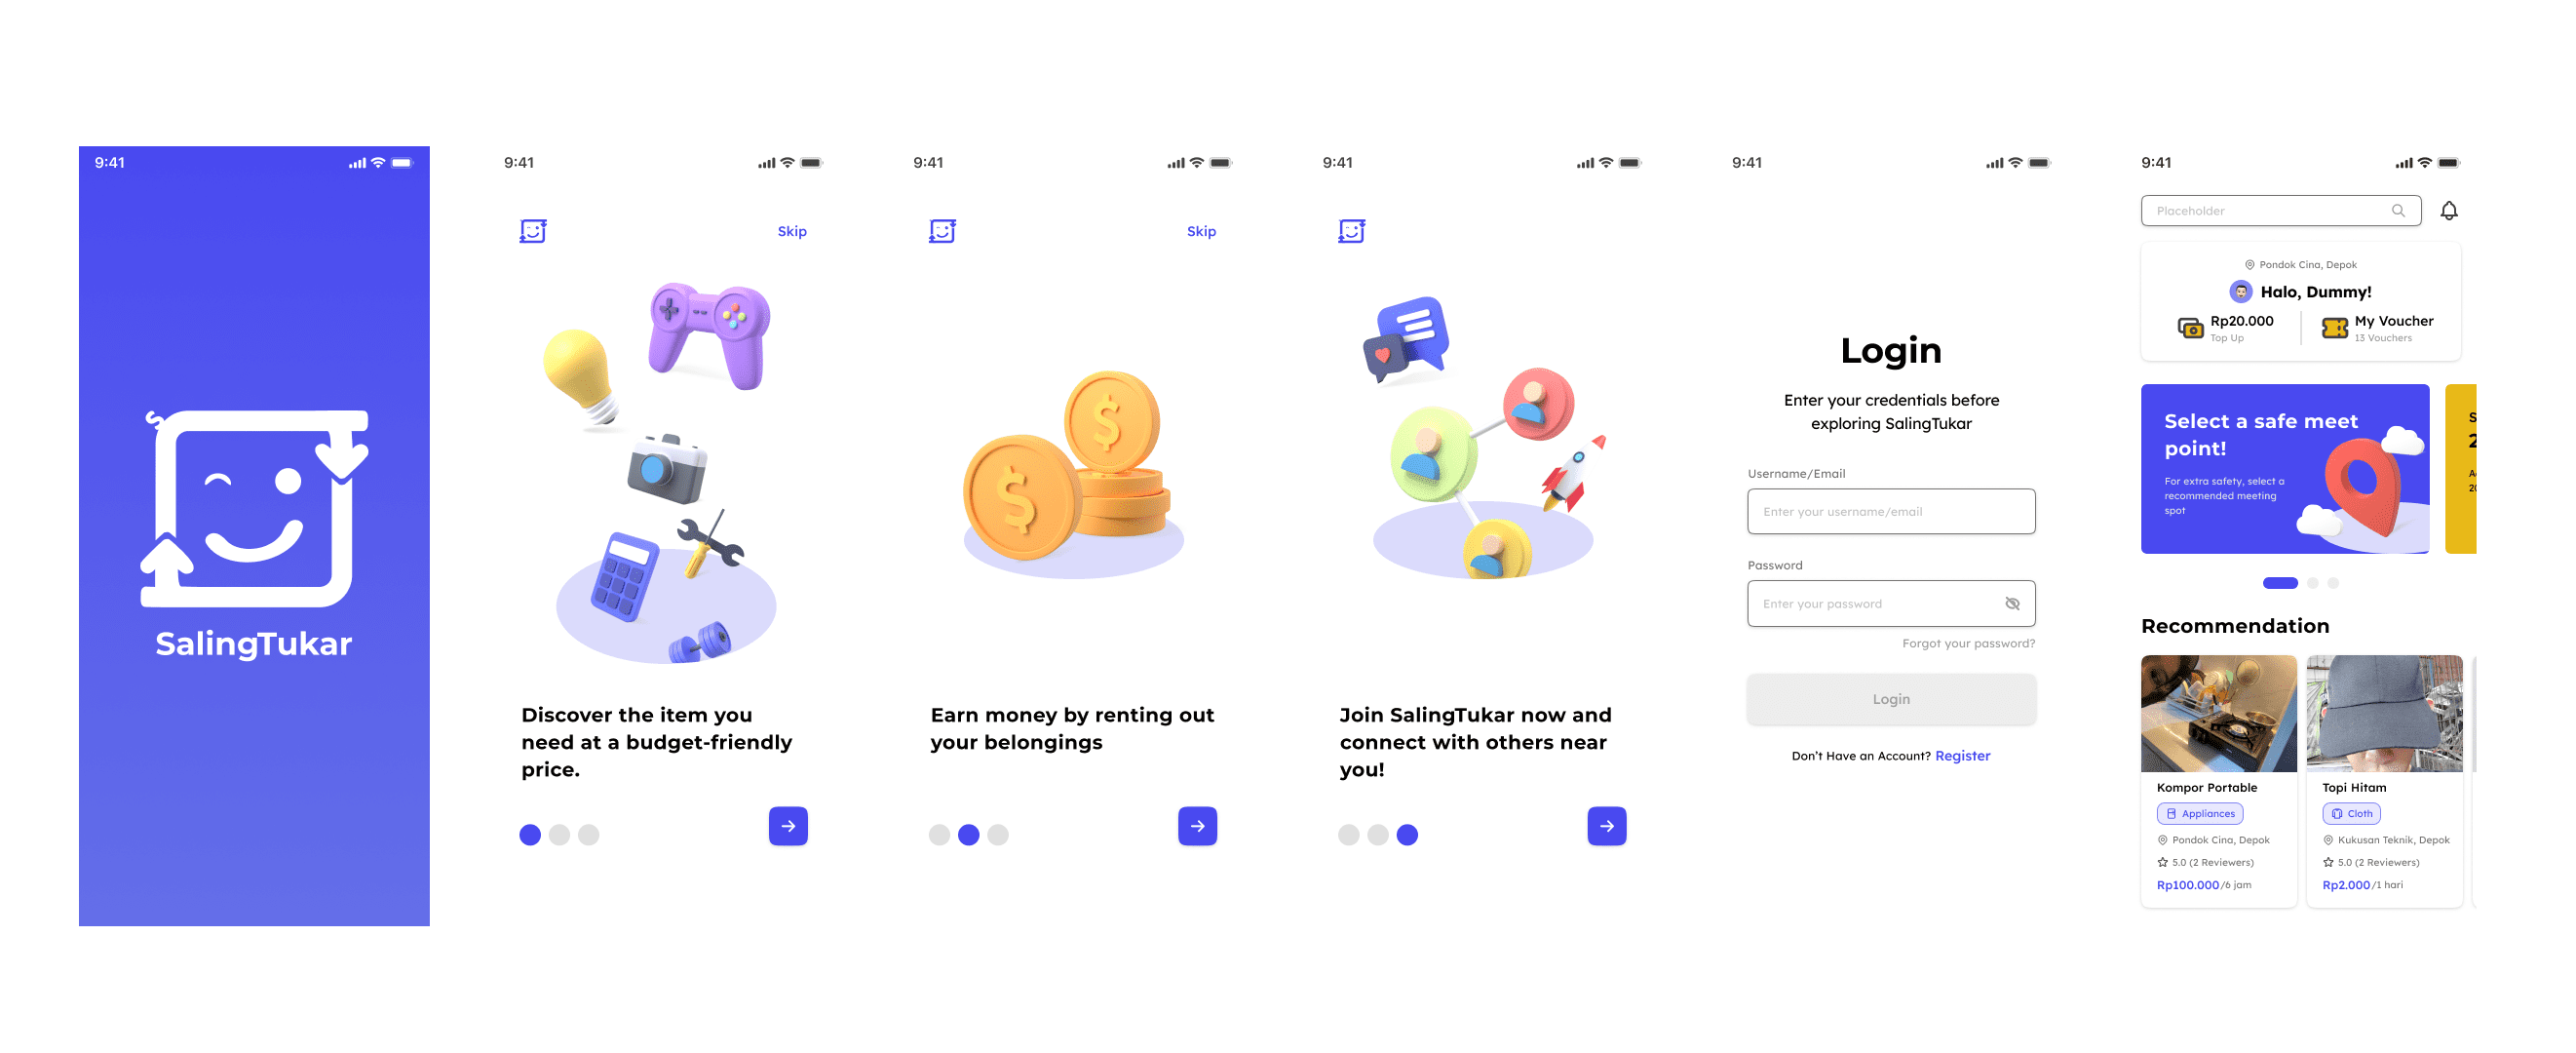 9:41
SalingTukar
9:41
Skip
Discover the item you
need at a budget-friendly
price.
9:41
Skip
Earn money by renting out
your belongings
9:41
Join SalingTukar now and
connect with others near
you!
9:41
Login
Enter your credentials before
exploring SalingTukar
Username/Email
Enter your username/email
Password
Enter your password
Forgot your password?
Login
Don't Have an Account? Register
9:41
Placeholder
Pondok Cina, Depok
Halo, Dummy!
Rp20.000
Top Up
My Voucher
13 Vouchers
Select a safe meet
point!
For extra safety, select a
recommended meeting
spot
Recommendation
Kompor Portable
Appliances
Pondok Cina, Depok
5.0 (2 Reviewers)
Rp100.000/6 jam
Topi Hitam
Cloth
Kukusan Teknik, Depok
5.0 (2 Reviewers)
Rp2.000/1 hari